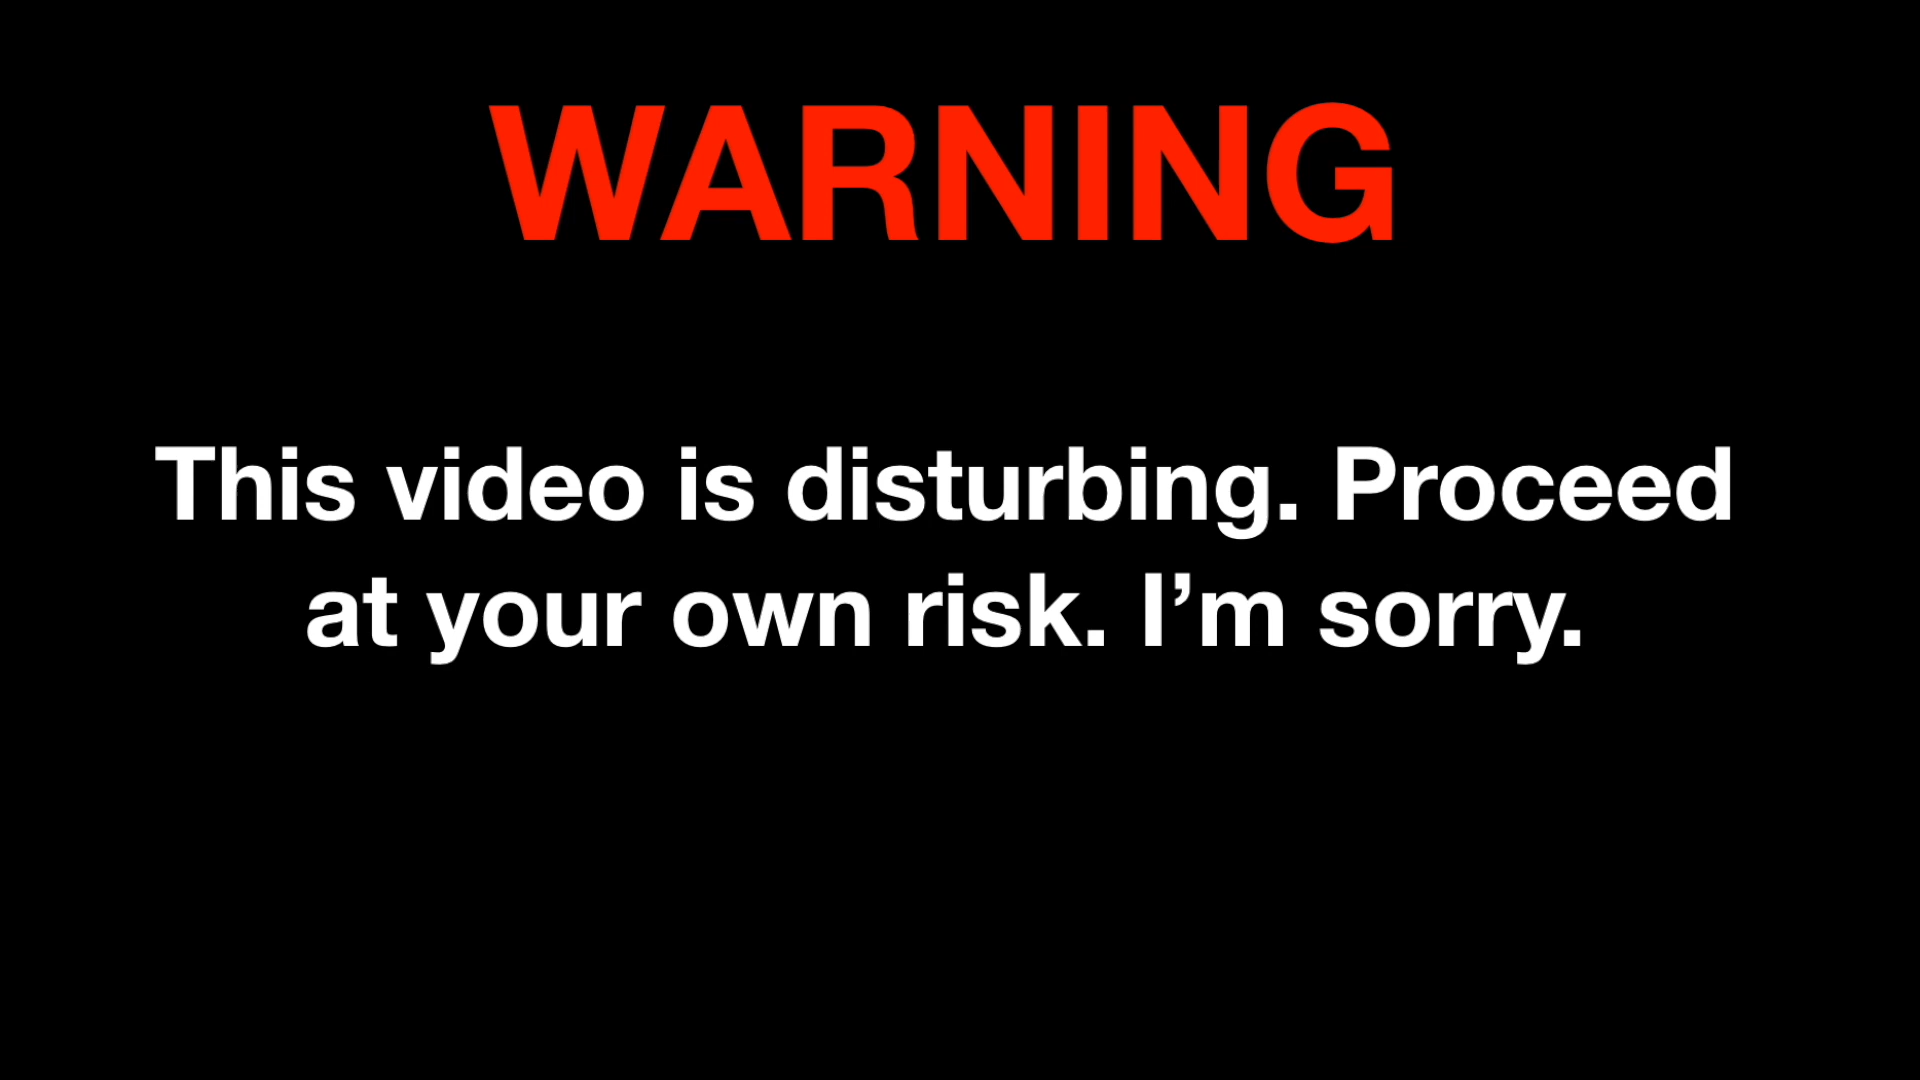 WARNING
This video is disturbing. Proceed
at your own risk. I’m sorry.